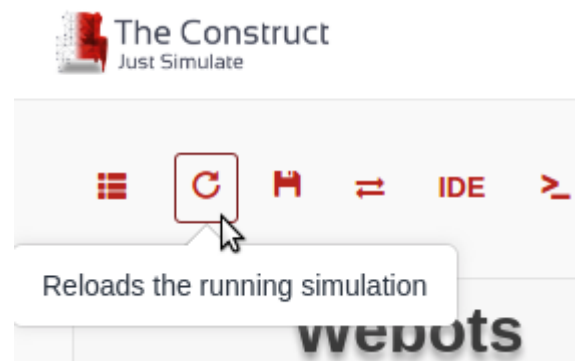 The Construct
Just Simulate
IDE
Reloads the running simulation
Webots